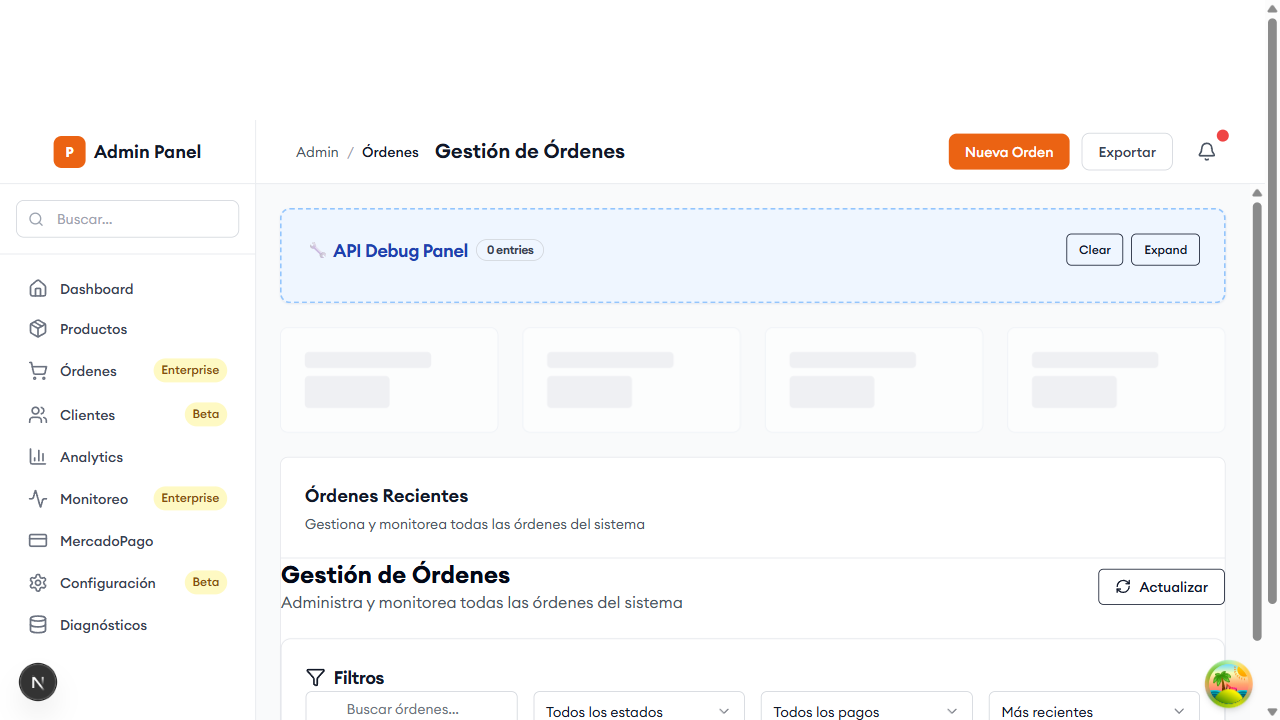 P Admin Panel
Admin / Órdenes Gestión de Órdenes
Nueva Orden
Exportar
Buscar...
Dashboard
Productos
Órdenes Enterprise
Clientes Beta
Analytics
Monitoreo Enterprise
MercadoPago
Configuración Beta
Diagnósticos
N
API Debug Panel 0 entries
Clear
Expand
Órdenes Recientes
Gestiona y monitorea todas las órdenes del sistema
Gestión de Órdenes
Administra y monitorea todas las órdenes del sistema
Actualizar
Filtros
Buscar órdenes...
Todos los estados
Todos los pagos
Más recientes